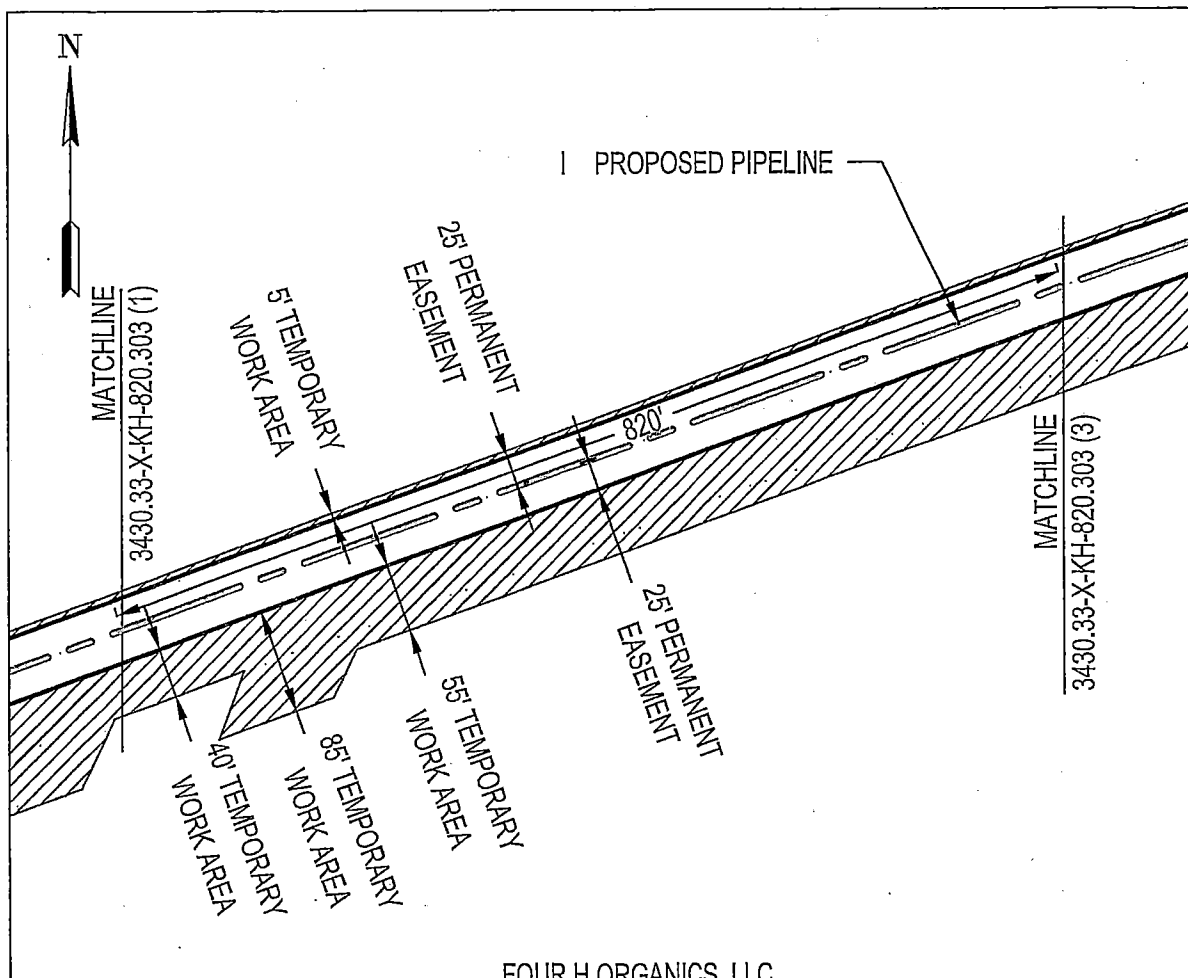 N
I PROPOSED PIPELINE
25' PERMANENT
EASEMENT
5' TEMPORARY
WORK AREA
MATCHLINE
3430.33-X-KH-820.303 (1)
820'
MATCHLINE
3430.33-X-KH-820.303 (3)
25' PERMANENT
EASEMENT
55' TEMPORARY
WORK AREA
85' TEMPORARY
WORK AREA
40' TEMPORARY
WORK AREA
FOUR H ORGANICS, LLC